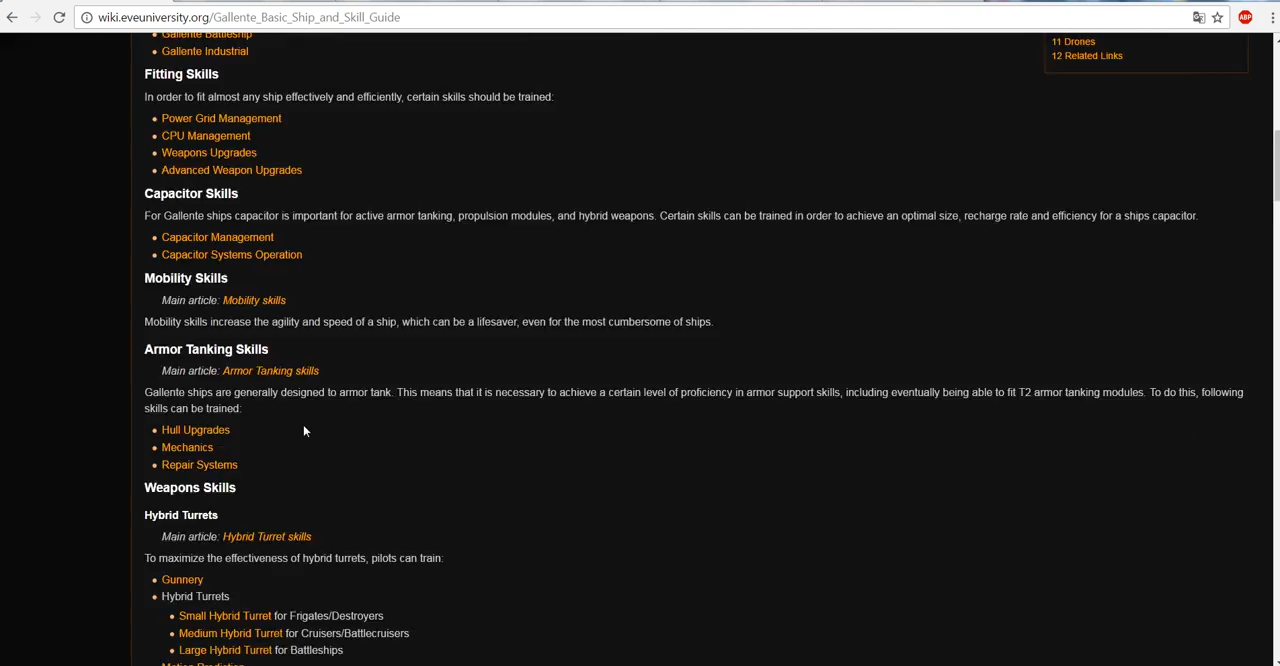 wiki.eveuniversity.org/Gallente_Basic_Ship_and_Skill_Guide
ABP
Gallente Battleship
Gallente Industrial
11 Drones
12 Related Links
Fitting Skills
In order to fit almost any ship effectively and efficiently, certain skills should be trained:
Power Grid Management
CPU Management
Weapons Upgrades
Advanced Weapon Upgrades
Capacitor Skills
For Gallente ships capacitor is important for active armor tanking, propulsion modules, and hybrid weapons. Certain skills can be trained in order to achieve an optimal size, recharge rate and efficiency for a ships capacitor.
Capacitor Management
Capacitor Systems Operation
Mobility Skills
Main article: Mobility skills
Mobility skills increase the agility and speed of a ship, which can be a lifesaver, even for the most cumbersome of ships.
Armor Tanking Skills
Main article: Armor Tanking skills
Gallente ships are generally designed to armor tank. This means that it is necessary to achieve a certain level of proficiency in armor support skills, including eventually being able to fit T2 armor tanking modules. To do this, following
skills can be trained:
Hull Upgrades
Mechanics
Repair Systems
Weapons Skills
Hybrid Turrets
Main article: Hybrid Turret skills
To maximize the effectiveness of hybrid turrets, pilots can train:
Gunnery
Hybrid Turrets
Small Hybrid Turret for Frigates/Destroyers
Medium Hybrid Turret for Cruisers/Battlecruisers
Large Hybrid Turret for Battleships
Motion Prediction